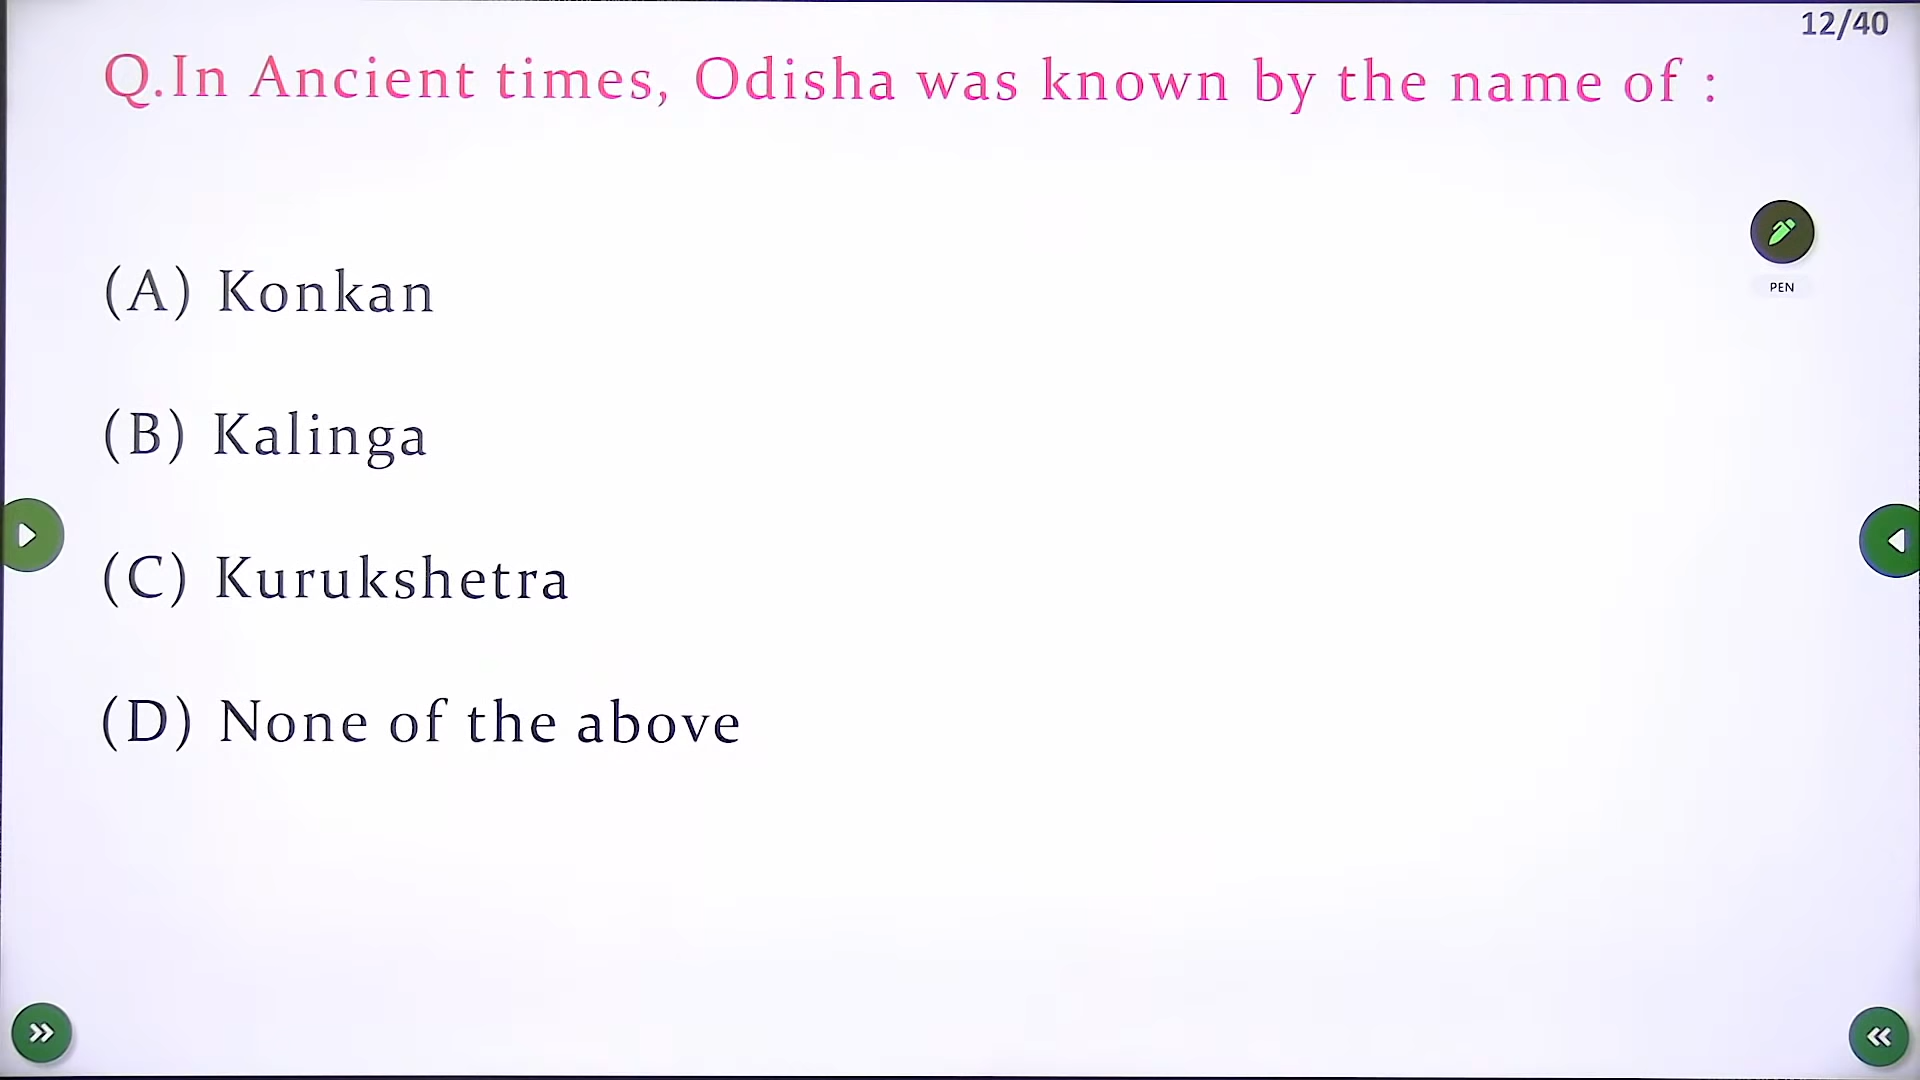 12/40
Q.In Ancient times, Odisha was known by the name of :
(A) Konkan
PEN
(B) Kalinga
(C) Kurukshetra
(D) None of the above